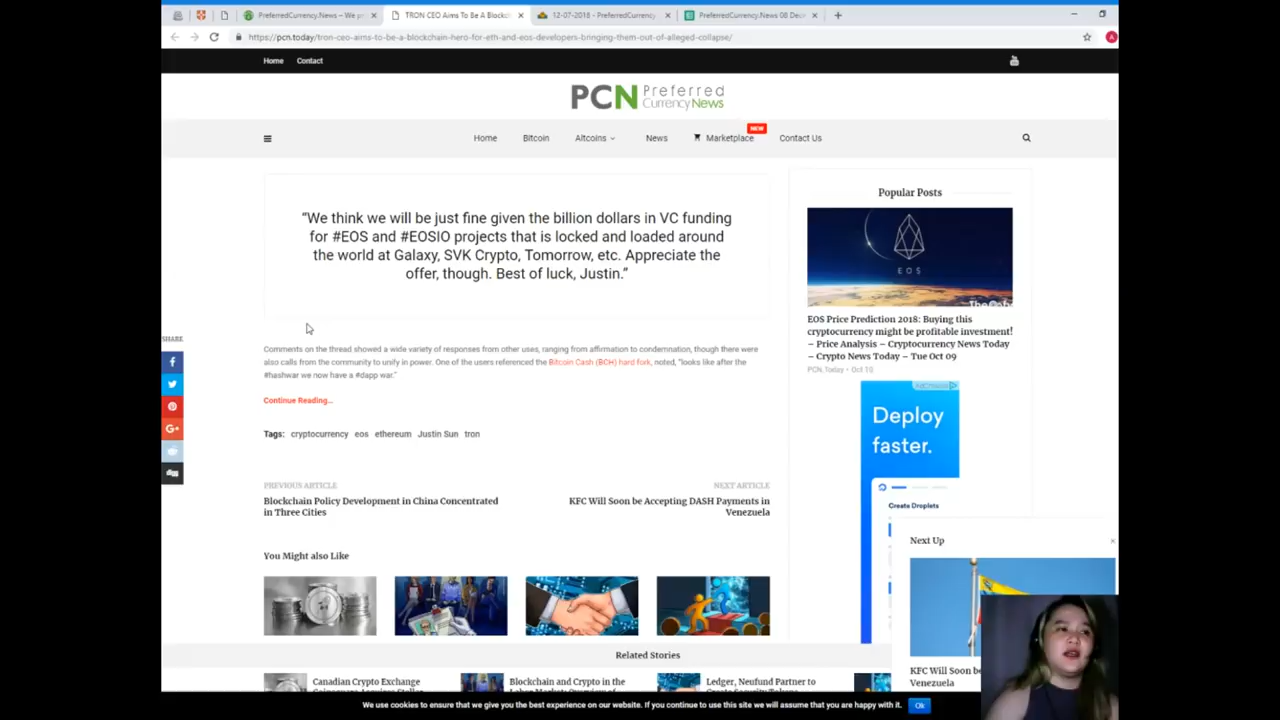 PreferredCurrency.News – We pr
TRON CEO Aims To Be A Blockch
12-07-2018 - PreferredCurrency
PreferredCurrency.News 08 Dec
https://pcn.today/tron-ceo-aims-to-be-a-blockchain-hero-for-eth-and-eos-developers-bringing-them-out-of-alleged-collapse/
A
Home Contact
PCN Preferred
Currency News
NEW
Home Bitcoin Altcoins News Marketplace Contact Us
“We think we will be just fine given the billion dollars in VC funding
for #EOS and #EOSIO projects that is locked and loaded around
the world at Galaxy, SVK Crypto, Tomorrow, etc. Appreciate the
offer, though. Best of luck, Justin.”
SHARE
Comments on the thread showed a wide variety of responses from other uses, ranging from affirmation to condemnation, though there were
also calls from the community to unify in power. One of the users referenced the Bitcoin Cash (BCH) hard fork, noted, “looks like after the
#hashwar we now have a #dapp war.”
Continue Reading...
Tags: cryptocurrency eos ethereum Justin Sun tron
PREVIOUS ARTICLE
Blockchain Policy Development in China Concentrated
in Three Cities
NEXT ARTICLE
KFC Will Soon be Accepting DASH Payments in
Venezuela
You Might also Like
Popular Posts
EOS
EOS Price Prediction 2018: Buying this
cryptocurrency might be profitable investment!
– Price Analysis – Cryptocurrency News Today
– Crypto News Today – Tue Oct 09
PCN.Today - Oct 10
Deploy
faster.
Create Droplets
Next Up
KFC Will Soon be
Venezuela
Related Stories
Canadian Crypto Exchange
Blockchain and Crypto in the
Ledger, Neufund Partner to
We use cookies to ensure that we give you the best experience on our website. If you continue to use this site we will assume that you are happy with it.
Ok